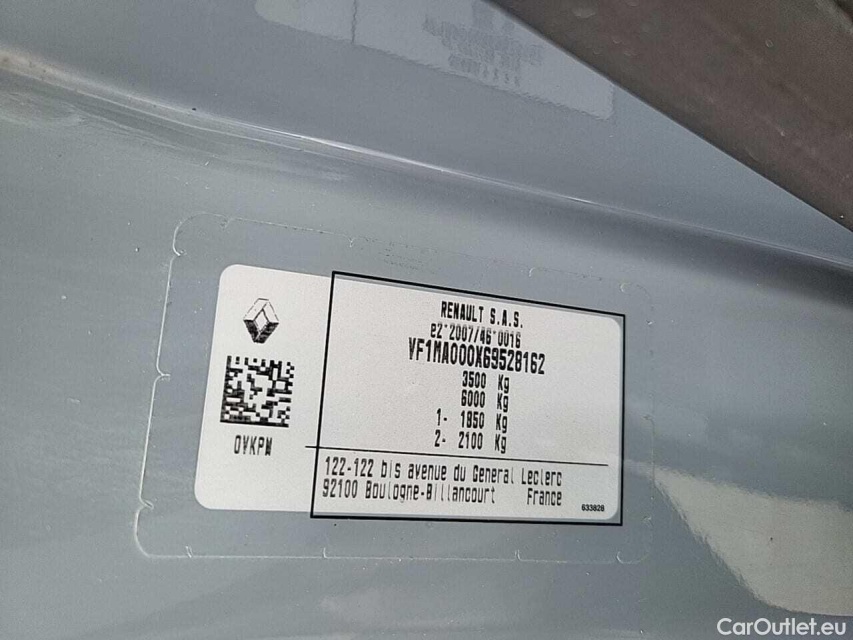 RENAULT S.A.S.
e2*2007/46*0016
VF1MA000X69528162
3500 Kg
6000 Kg
1- 1850 Kg
2- 2100 Kg
OVKPM
122-122 bis avenue du General Leclerc
92100 Boulogne-Billancourt France
633828
CarOutlet.eu